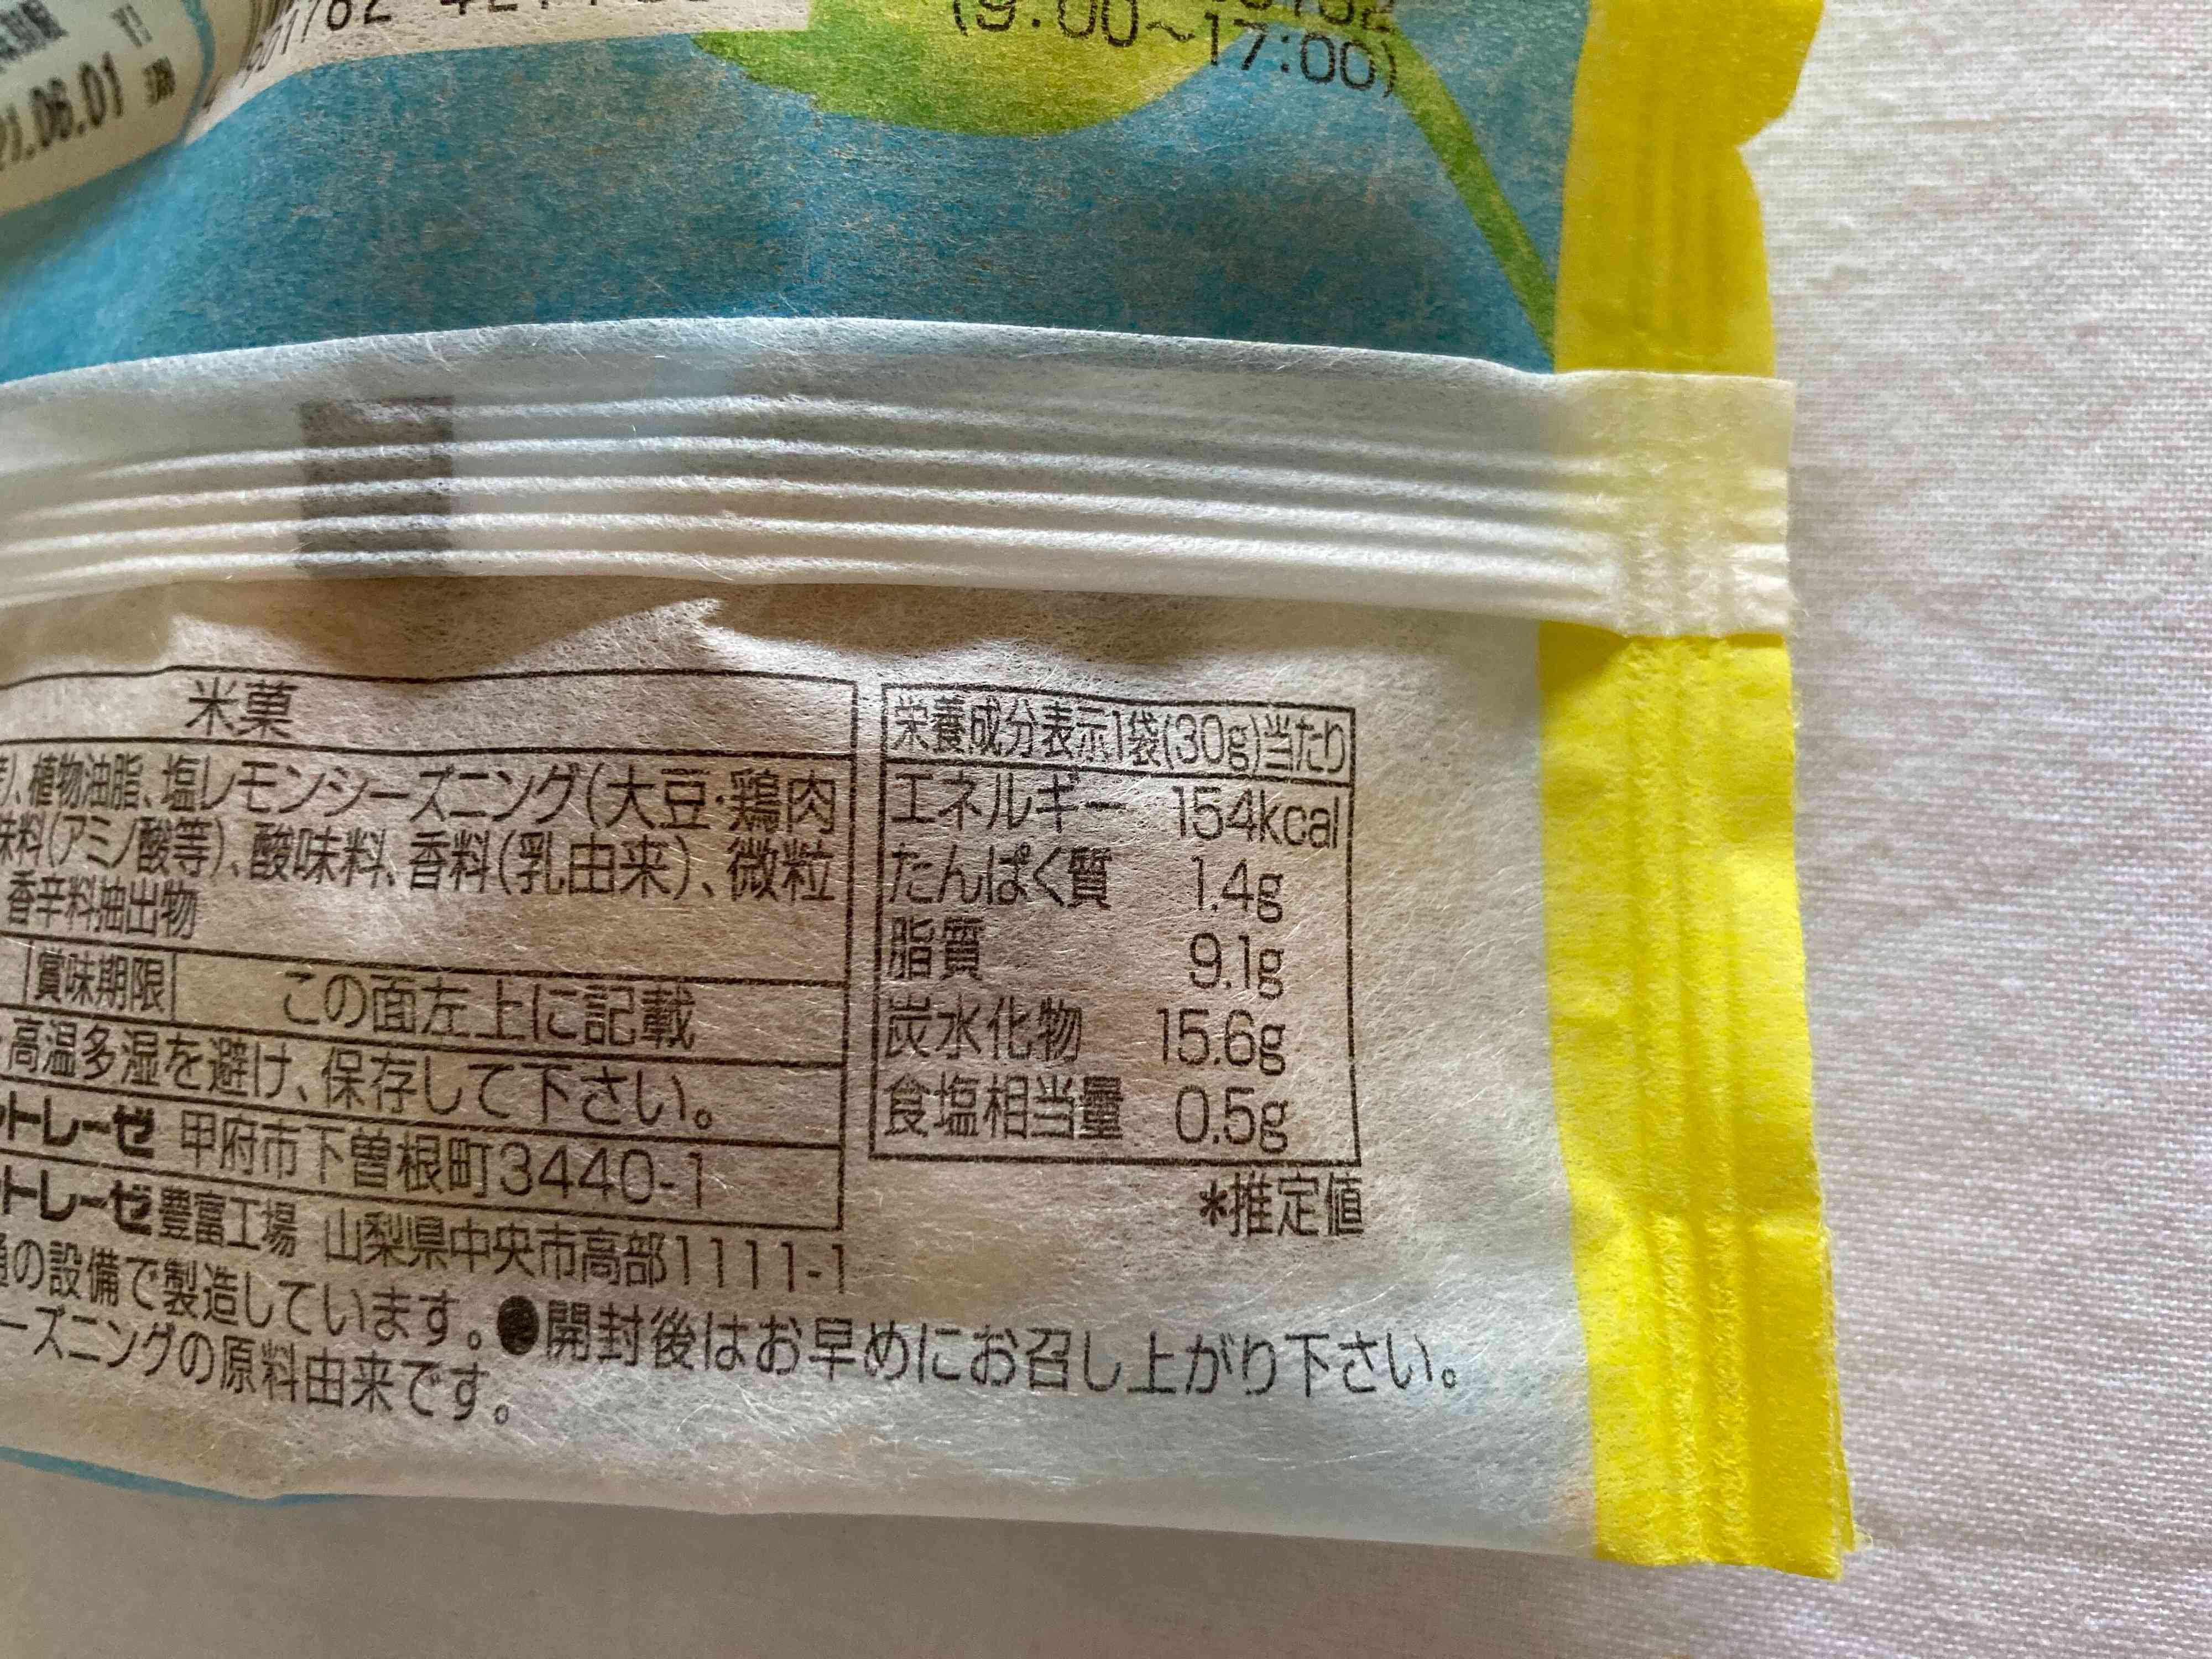 (9:00~17:00)
21.06.01
米菓
植物油脂、塩レモンシーズニング(大豆・鶏肉
味料(アミノ酸等)、酸味料、香料(乳由来)、微粒
香辛料抽出物
賞味期限 この面左上に記載
高温多湿を避け、保存して下さい。
トレーゼ 甲府市下曽根町3440-1
トレーゼ豊富工場 山梨県中央市高部1111-1
の設備で製造しています。●開封後はお早めにお召し上がり下さい。
ーズニングの原料由来です。
栄養成分表示1袋(30g)当たり
エネルギー 154kcal
たんぱく質 1.4g
脂質 9.1g
炭水化物 15.6g
食塩相当量 0.5g
*推定値